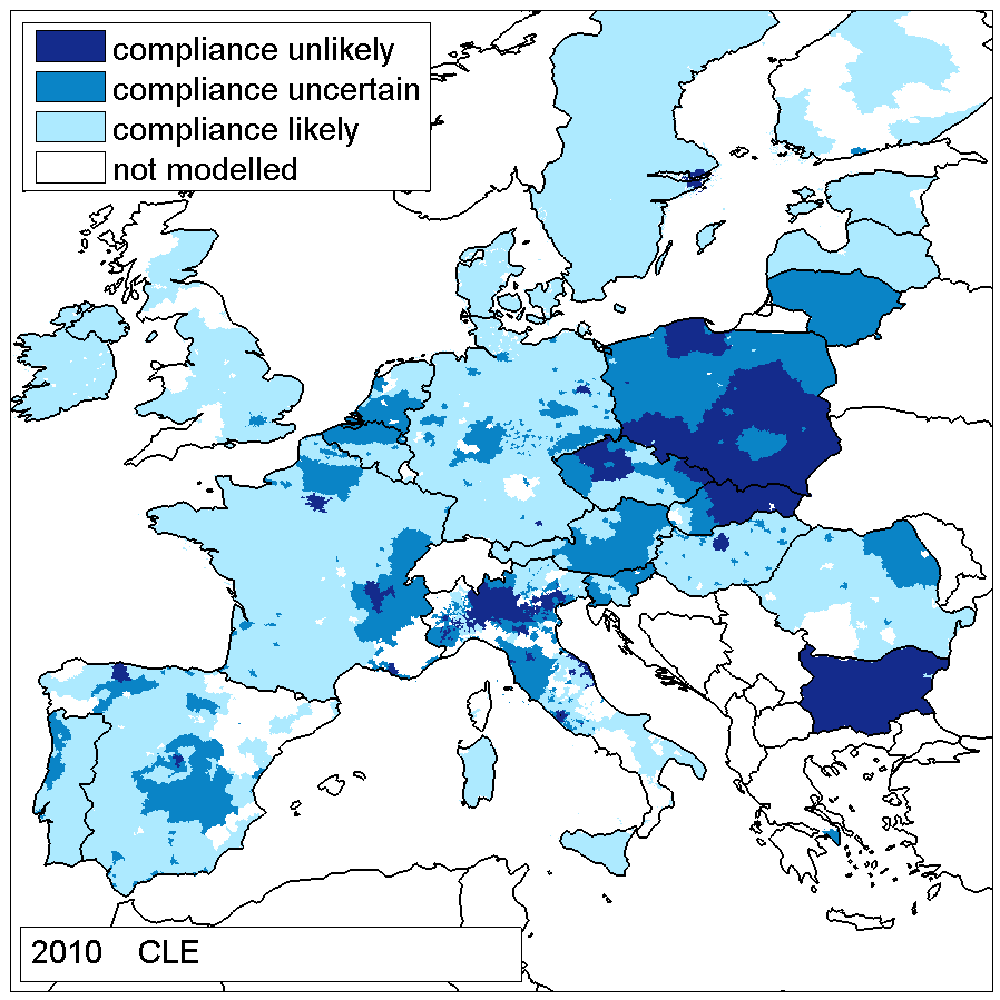 compliance unlikely
compliance uncertain
compliance likely
not modelled
2010 CLE